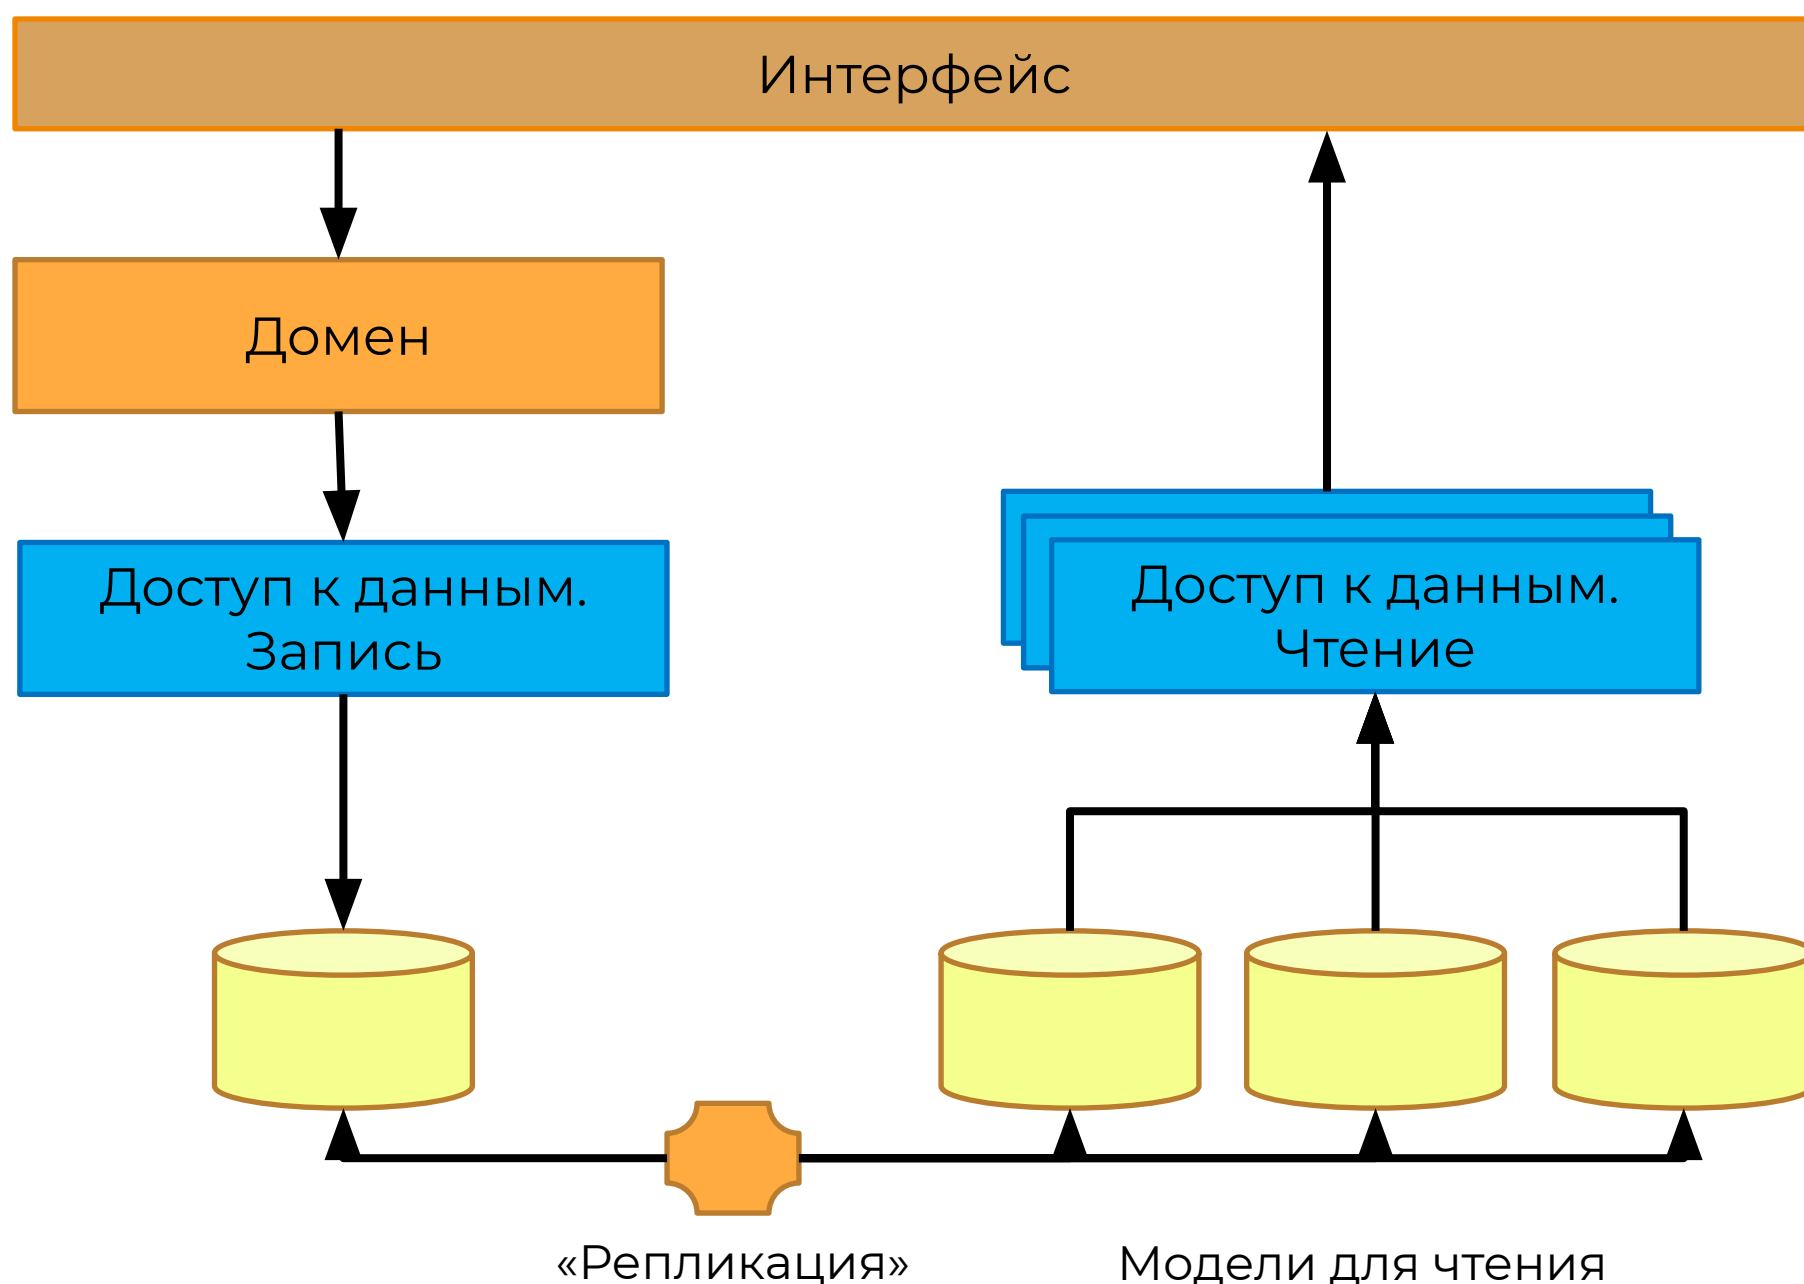 Интерфейс
Домен
Доступ к данным.
Запись
Доступ к данным.
Чтение
«Репликация»
Модели для чтения